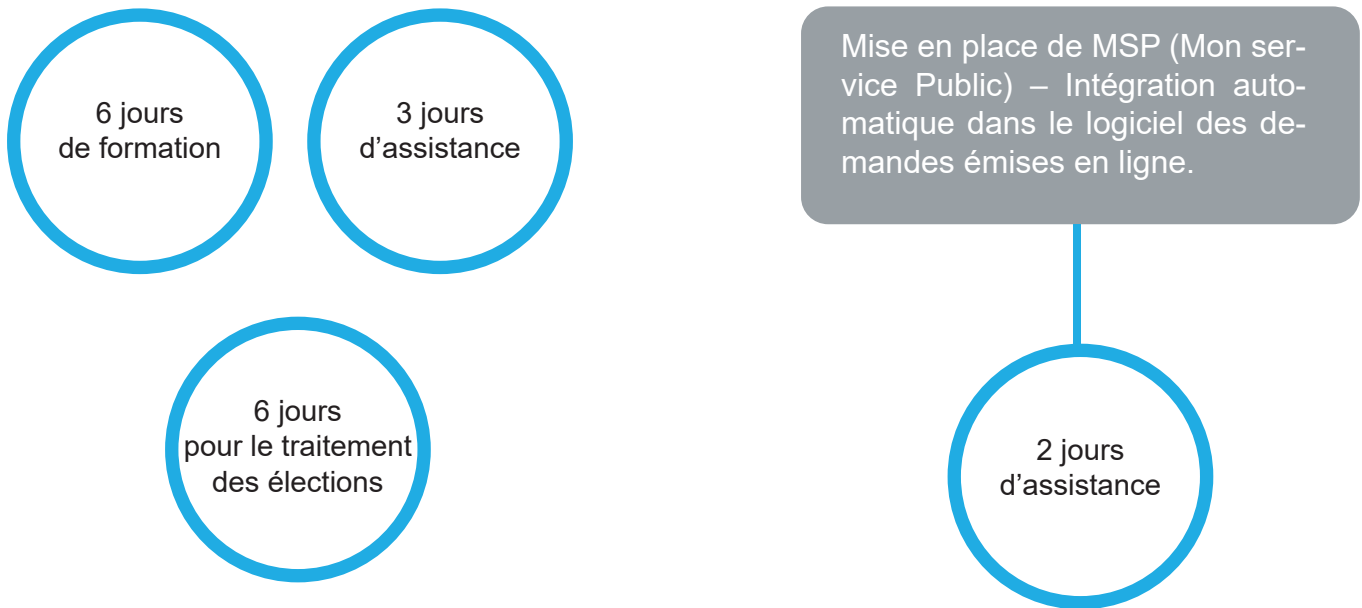 6 jours
de formation
3 jours
d’assistance
6 jours
pour le traitement
des élections
Mise en place de MSP (Mon ser-
vice Public) – Intégration auto-
matique dans le logiciel des de-
mandes émises en ligne.
2 jours
d’assistance